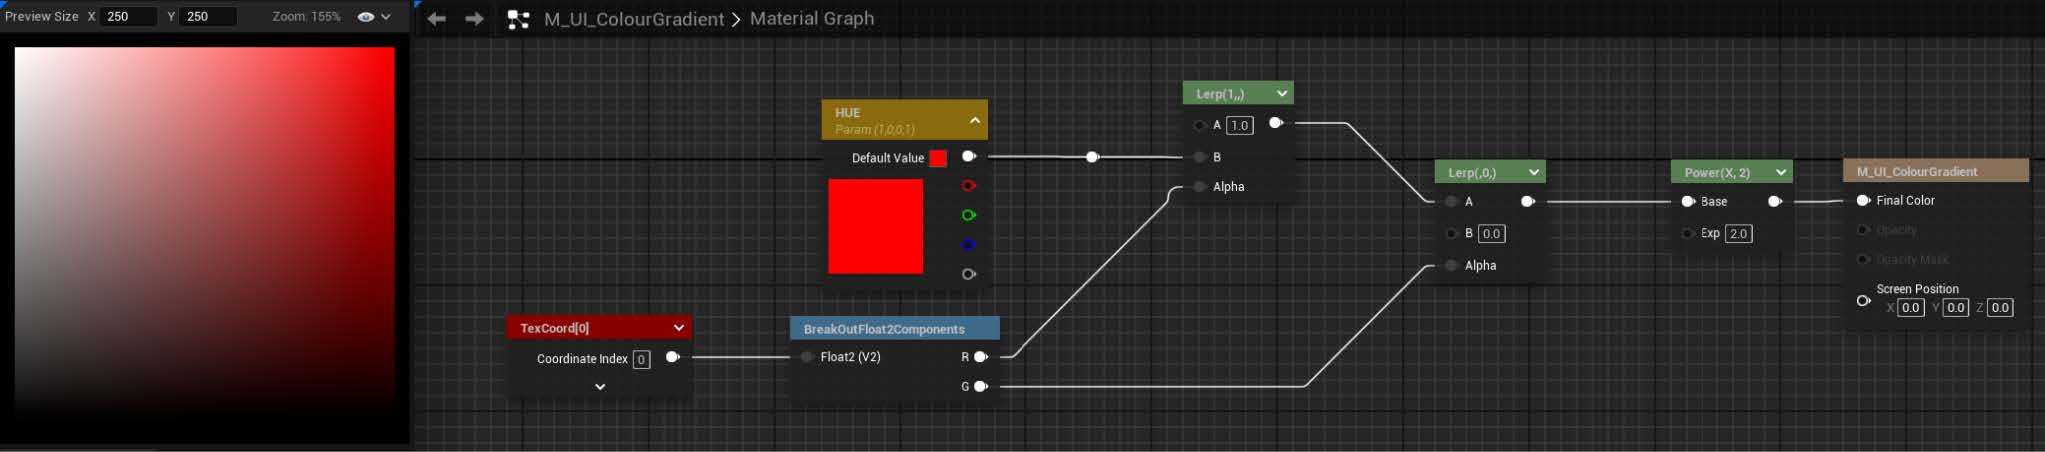 Preview Size X 250 Y 250 Zoom: 155%
M_UI_ColourGradient > Material Graph
HUE
Param (1,0,0,1)
Default Value
Lerp(1,,)
A 1.0
B
Alpha
Lerp(,0,)
A
B 0.0
Alpha
Power(X, 2)
Base
Exp 2.0
M_UI_ColourGradient
Final Color
Opacity
Opacity Mask
Screen Position
X 0.0 Y 0.0 Z 0.0
TexCoord[0]
Coordinate Index 0
BreakOutFloat2Components
Float2 (V2) R
G